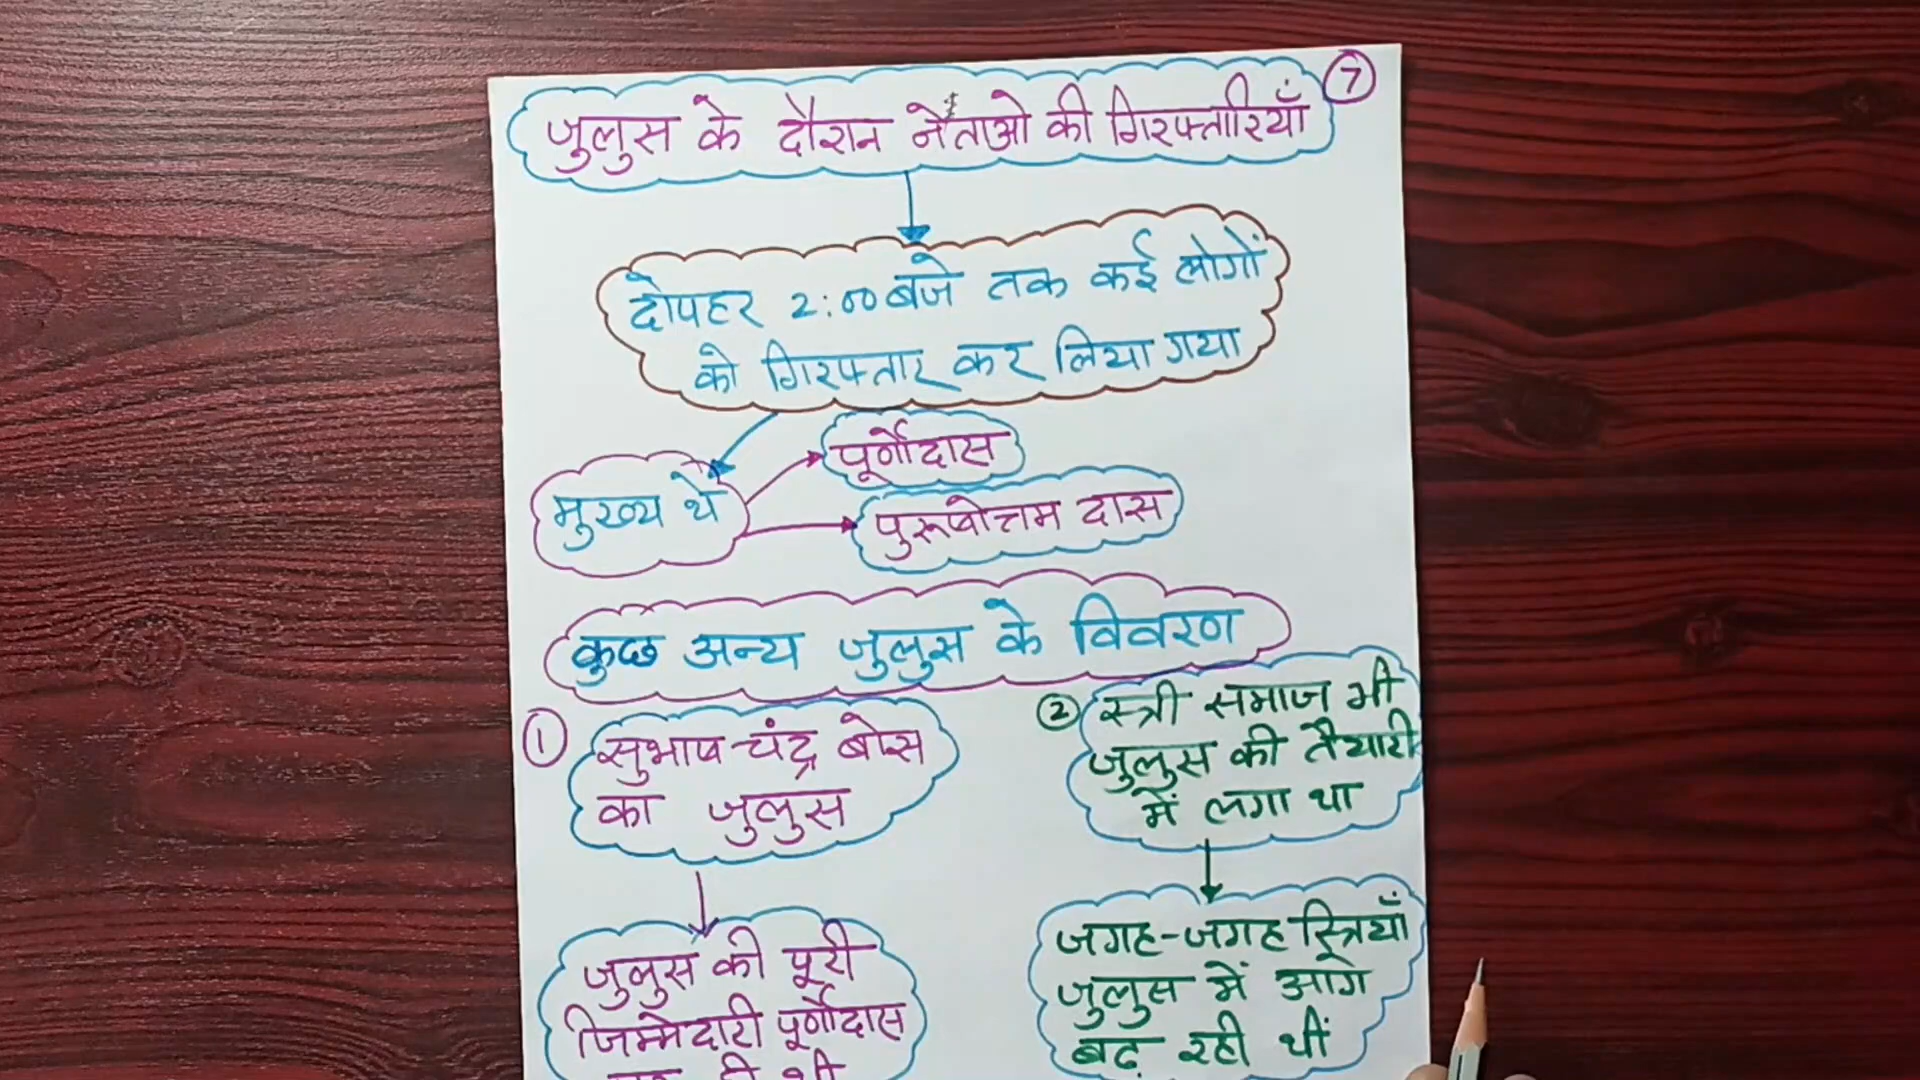 जुलुस के दौरान नेताओ की गिरफ्तारियाँ
7
दोपहर 2:00 बजे तक कई लोगों
को गिरफ्तार कर लिया गया
मुख्य थे
पूर्णोदास
पुरूषोत्तम दास
कुछ अन्य जुलुस के विवरण
1
सुभाष चंद्र बोस
का जुलुस
जुलुस की पूरी
जिम्मेदारी पूर्णोदास
2
स्त्री समाज भी
जुलुस की तैयारी
में लगा था
जगह-जगह स्त्रियाँ
जुलुस में आगे
बढ़ रही थीं